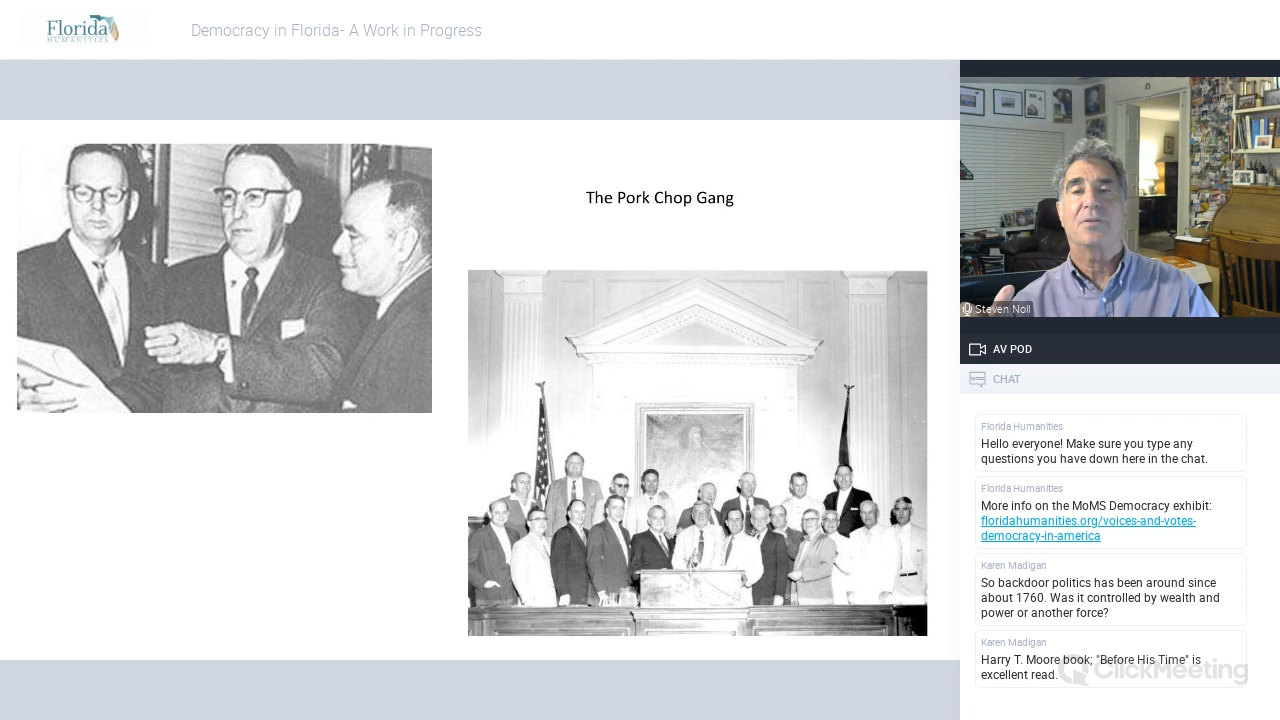 Florida
HUMANITIES
Democracy in Florida- A Work in Progress
The Pork Chop Gang
Steven Noll
AV POD
CHAT
Florida Humanities
Hello everyone! Make sure you type any
questions you have down here in the chat.
Florida Humanities
More info on the MoMS Democracy exhibit:
floridahumanities.org/voices-and-votes-
democracy-in-america
Karen Madigan
So backdoor politics has been around since
about 1760. Was it controlled by wealth and
power or another force?
Karen Madigan
Harry T. Moore book; "Before His Time" is
excellent read.
ClickMeeting